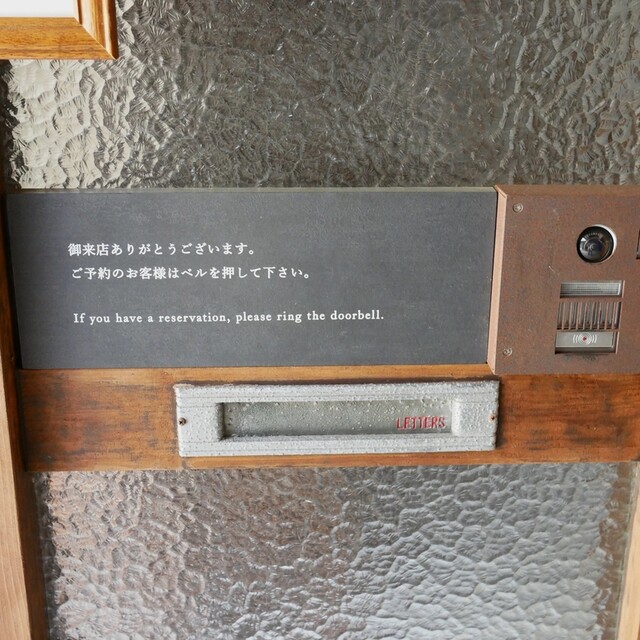 御来店ありがとうございます。
ご予約のお客様はベルを押して下さい。
If you have a reservation, please ring the doorbell.
LETTERS